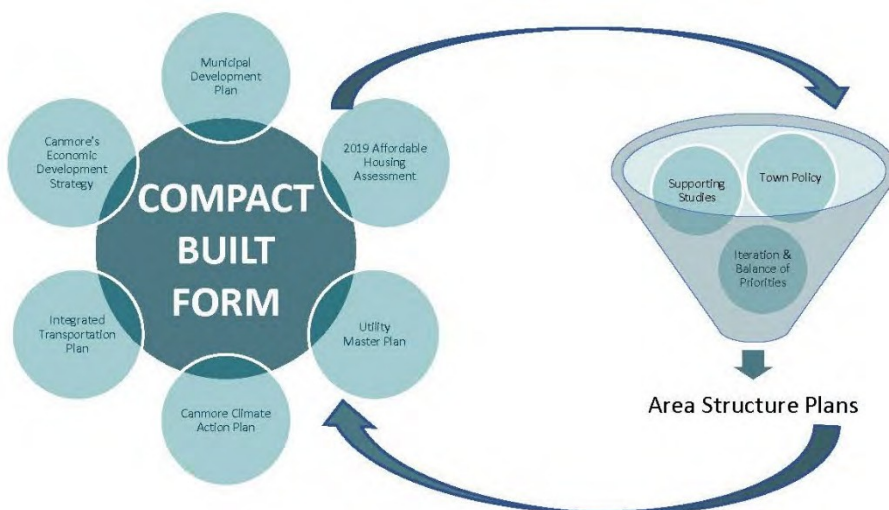 Municipal
Development
Plan
Canmore's
Economic
Development
Strategy
2019 Affordable
Housing
Assessment
COMPACT
BUILT
FORM
Integrated
Transportation
Plan
Utility
Master Plan
Canmore Climate
Action Plan
Supporting
Studies
Town Policy
Iteration &
Balance of
Priorities
Area Structure Plans